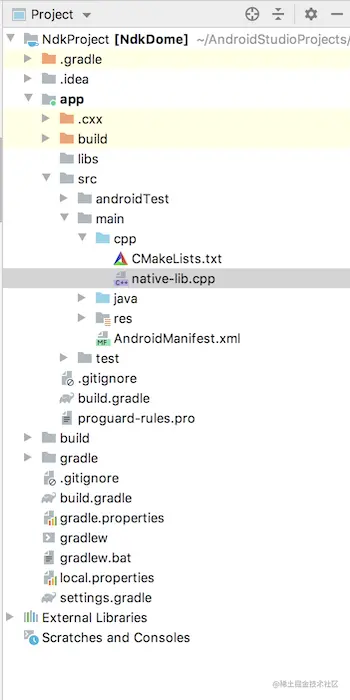 Project
NdkProject [NdkDome] ~/AndroidStudioProjects/
.gradle
.idea
app
.cxx
build
libs
src
androidTest
main
cpp
CMakeLists.txt
C++ native-lib.cpp
java
res
MF AndroidManifest.xml
test
.gitignore
build.gradle
proguard-rules.pro
build
gradle
.gitignore
build.gradle
gradle.properties
gradlew
gradlew.bat
local.properties
settings.gradle
External Libraries
Scratches and Consoles
@稀土掘金技术社区